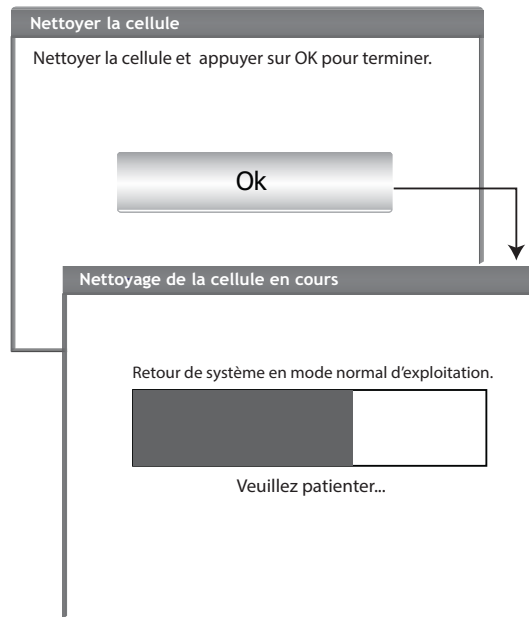 Nettoyer la cellule
Nettoyer la cellule et appuyer sur OK pour terminer.
Ok
Nettoyage de la cellule en cours
Retour de système en mode normal d'exploitation.
Veuillez patienter...